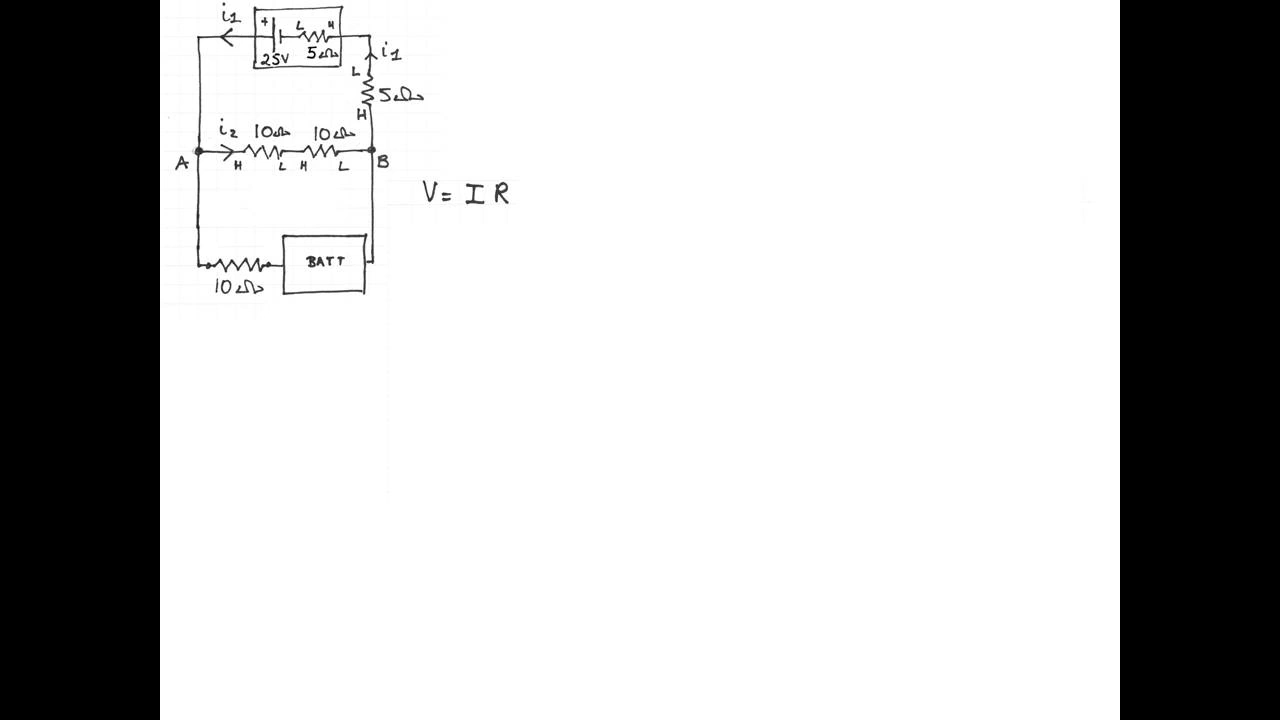 i1
+ L H
25V 5Ω
i1
L
5Ω
H
i2 10Ω 10Ω
A H L H L B
V = I R
BATT
10Ω